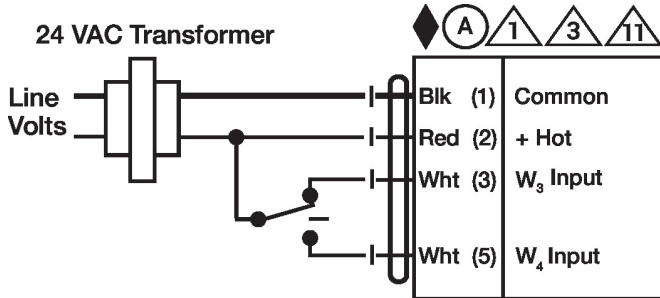 24 VAC Transformer
A 1 3 11
Line
Volts
Blk (1) Common
Red (2) + Hot
Wht (3) W₃ Input
Wht (5) W₄ Input